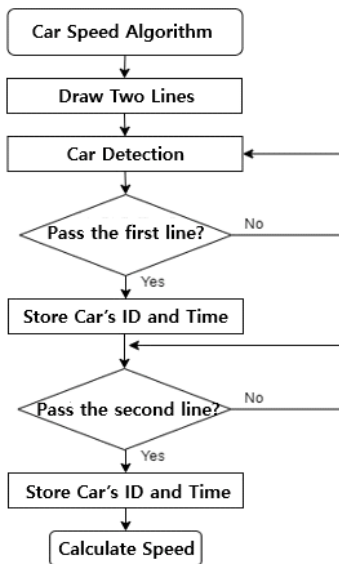 Car Speed Algorithm
Draw Two Lines
Car Detection
Pass the first line?
No
Yes
Store Car's ID and Time
Pass the second line?
No
Yes
Store Car's ID and Time
Calculate Speed